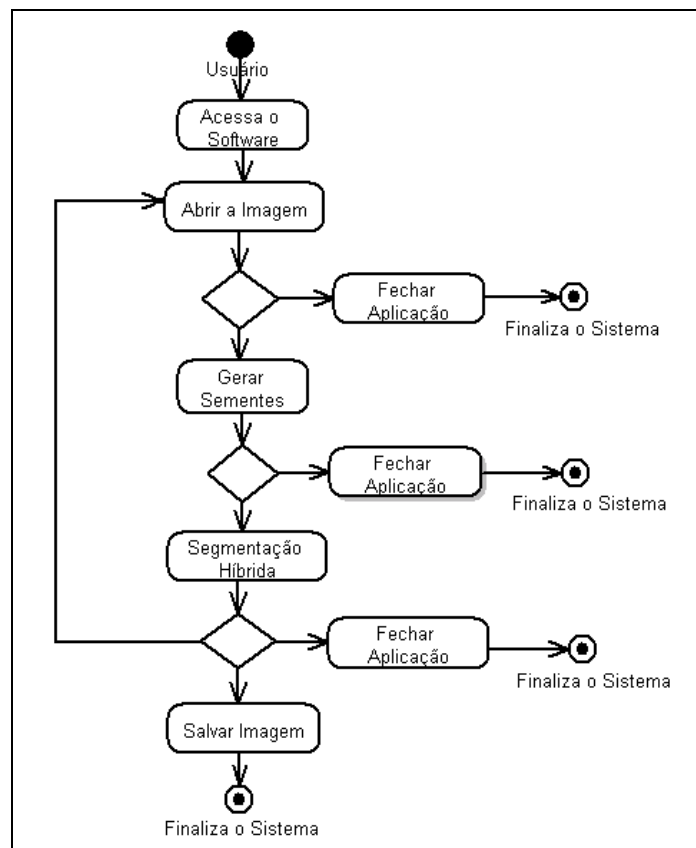 Usuário
Acessa o
Software
Abrir a Imagem
Fechar
Aplicação
Finaliza o Sistema
Gerar
Sementes
Fechar
Aplicação
Finaliza o Sistema
Segmentação
Híbrida
Fechar
Aplicação
Finaliza o Sistema
Salvar Imagem
Finaliza o Sistema